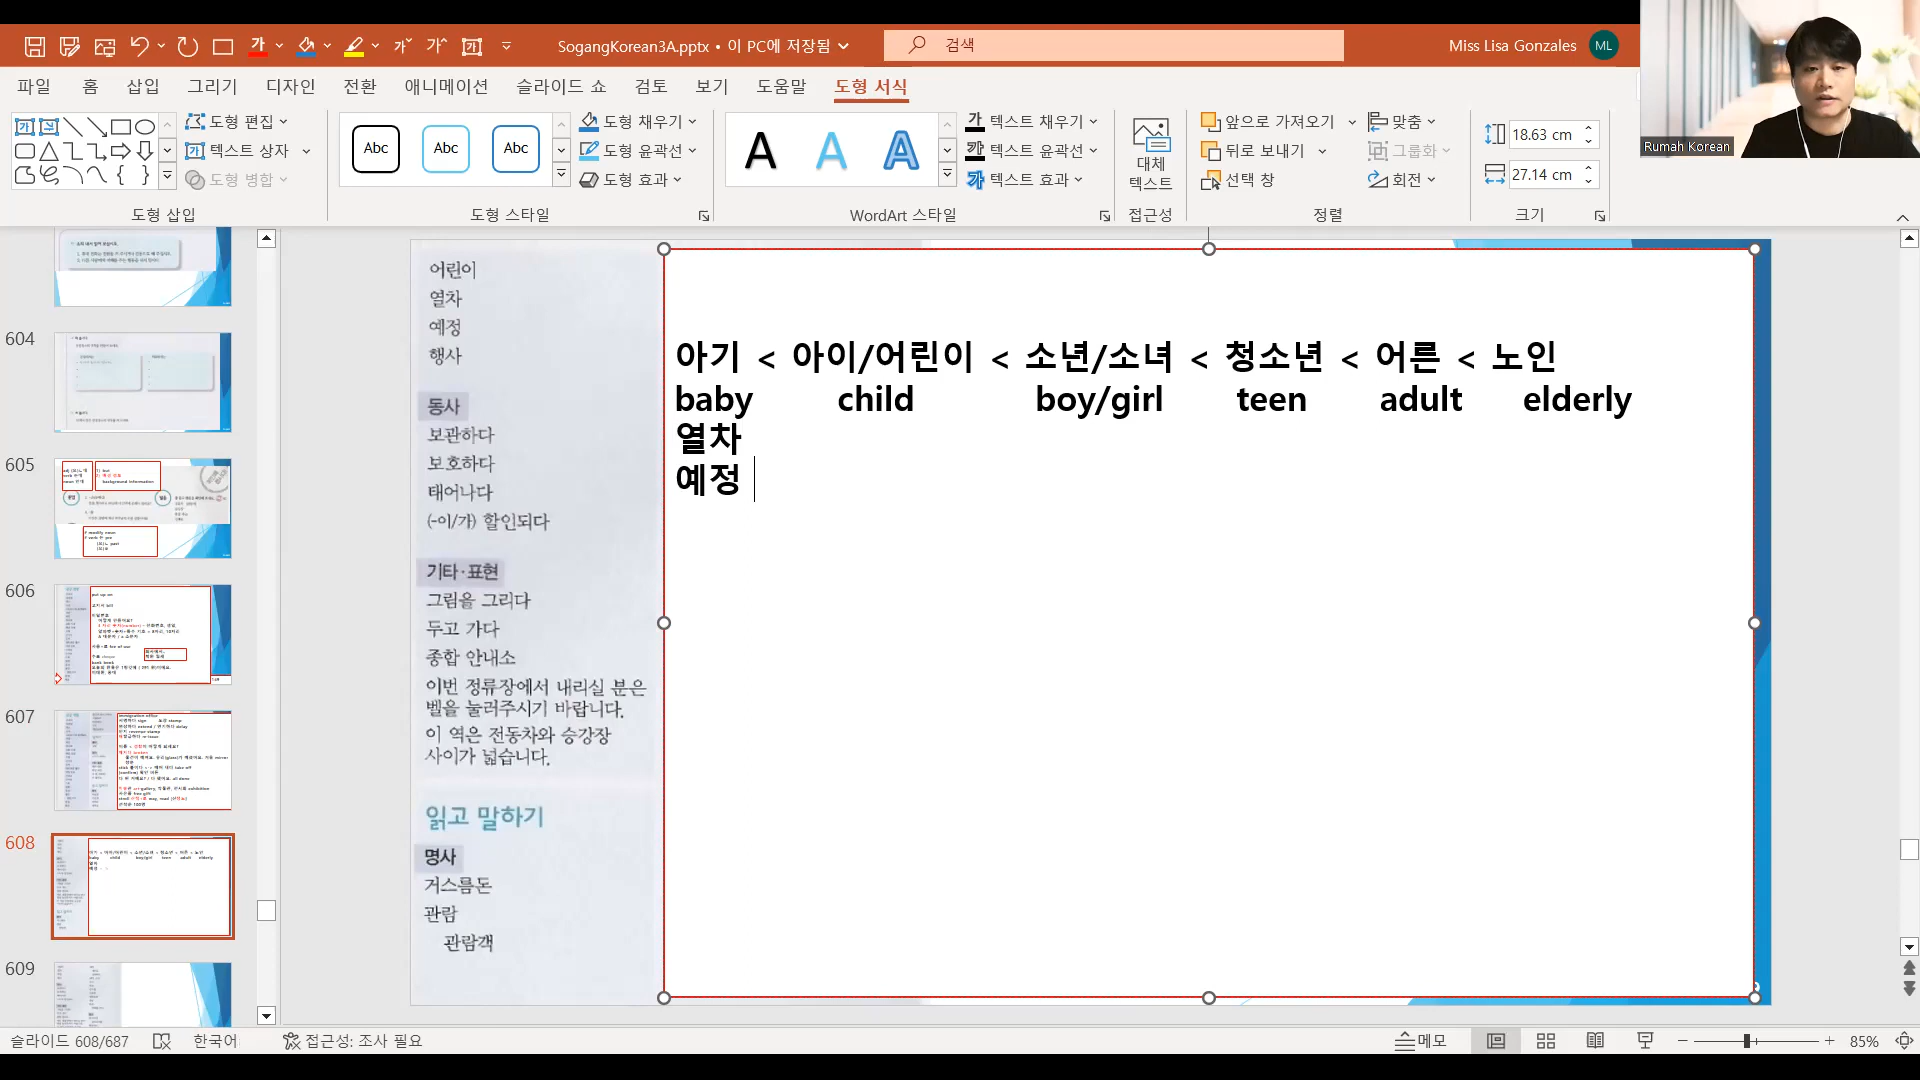 SogangKorean3A.pptx • 이 PC에 저장됨
검색
Miss Lisa Gonzales
ML
Rumah Korean
파일 홈 삽입 그리기 디자인 전환 애니메이션 슬라이드 쇼 검토 보기 도움말 도형 서식
도형 편집
텍스트 상자
도형 병합
도형 삽입
Abc Abc Abc
도형 채우기
도형 윤곽선
도형 효과
도형 스타일
A A A
텍스트 채우기
텍스트 윤곽선
텍스트 효과
WordArt 스타일
대체
텍스트
접근성
앞으로 가져오기
뒤로 보내기
선택 창
맞춤
그룹화
회전
정렬
18.63 cm
27.14 cm
크기
604
605
606
607
608
609
어린이
열차
예정
행사
동사
보관하다
보호하다
태어나다
(-이/가) 할인되다
기타·표현
그림을 그리다
두고 가다
종합 안내소
이번 정류장에서 내리실 분은
벨을 눌러주시기 바랍니다.
이 역은 전동차와 승강장
사이가 넓습니다.
읽고 말하기
명사
거스름돈
관람
관람객
아기 < 아이/어린이 < 소년/소녀 < 청소년 < 어른 < 노인
baby child boy/girl teen adult elderly
열차
예정
슬라이드 608/687
한국어
접근성: 조사 필요
메모
85%